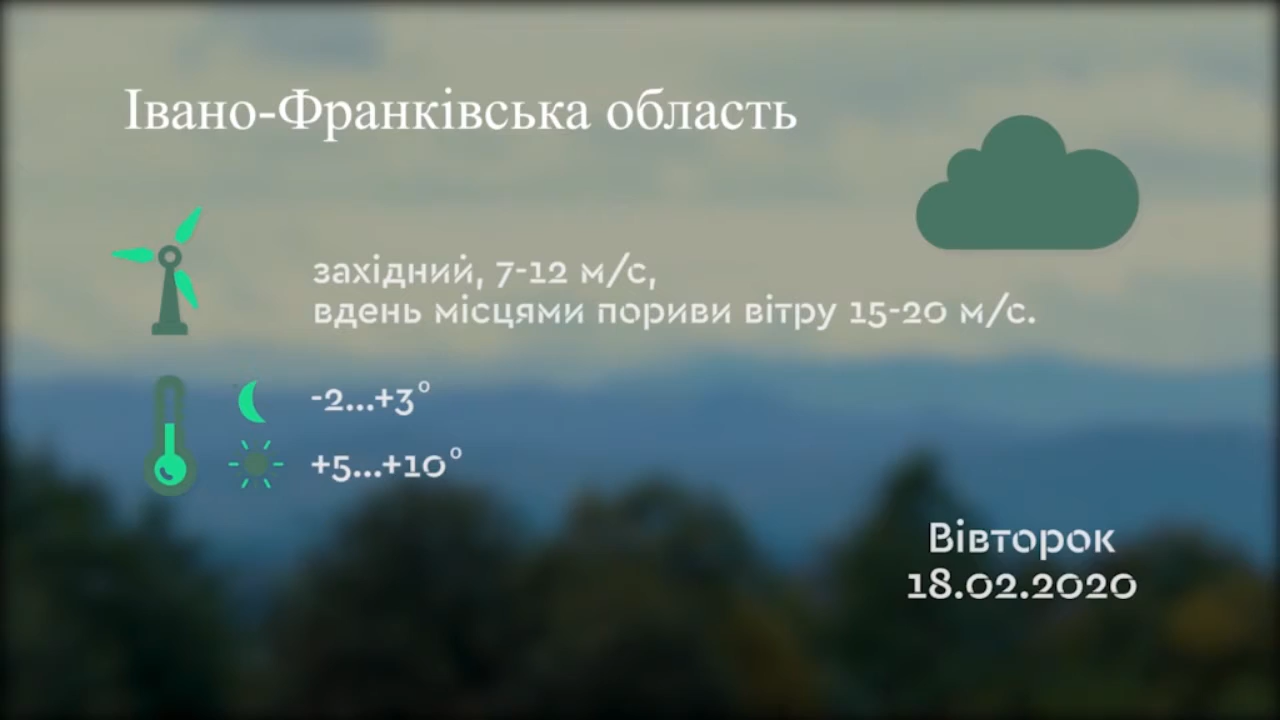 Івано-Франківська область
західний, 7-12 м/с,
вдень місцями пориви вітру 15-20 м/с.
-2...+3°
+5...+10°
Вівторок
18.02.2020